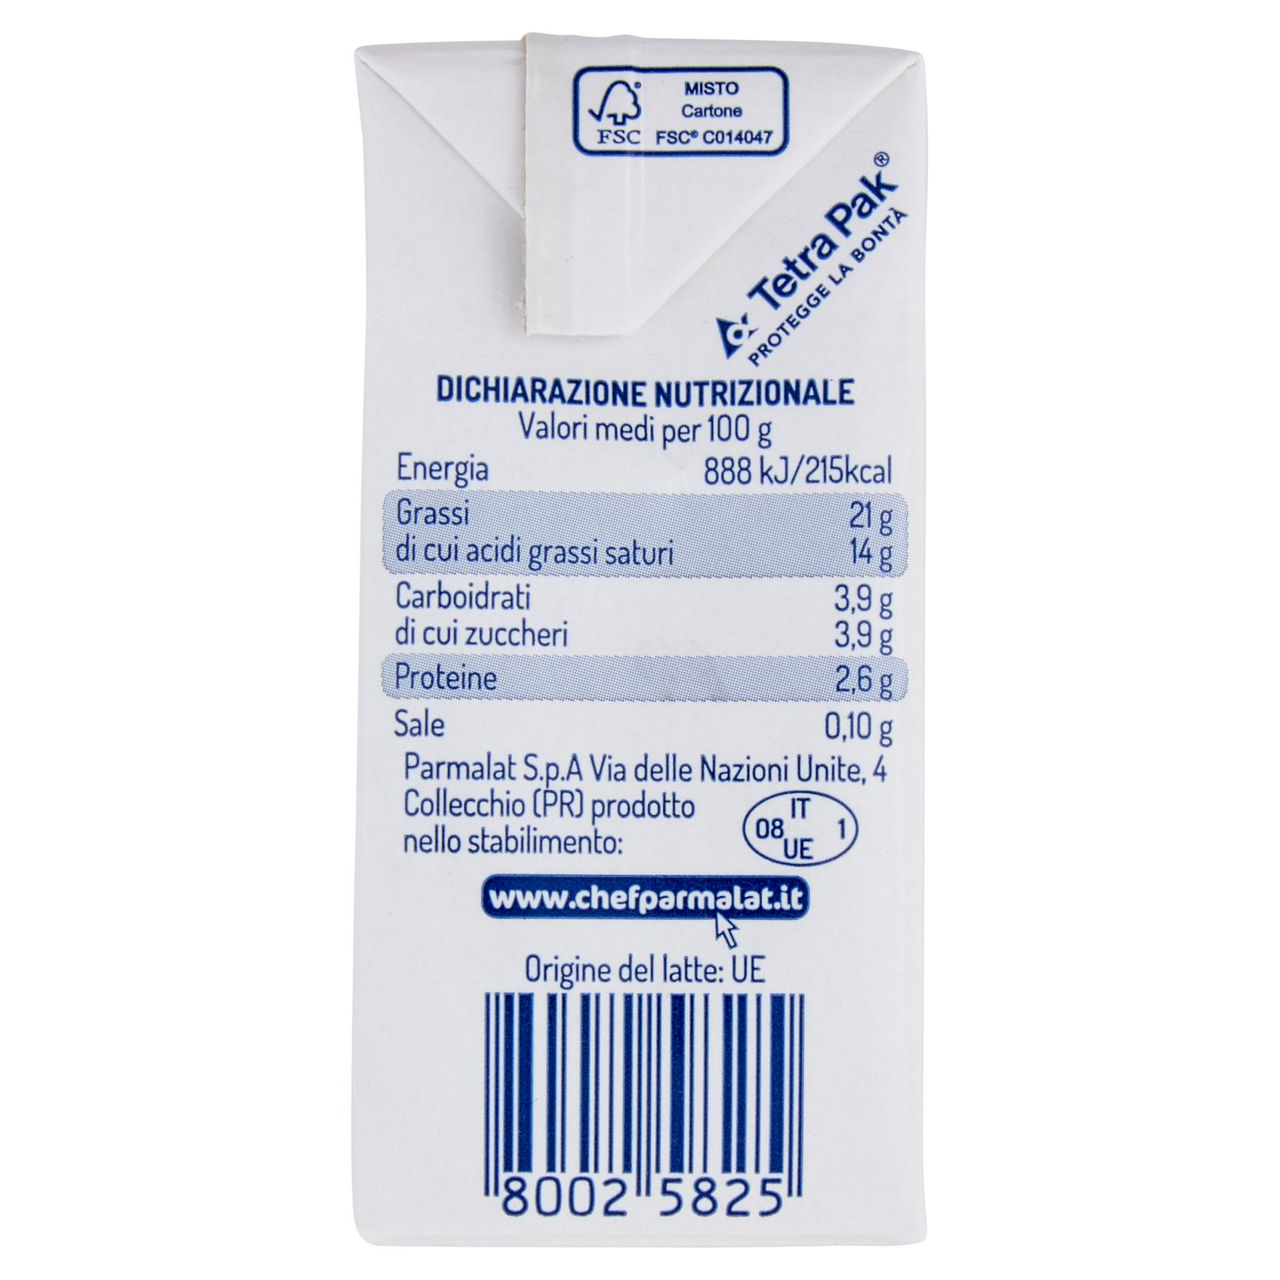 MISTO
Cartone
FSC FSC® C014047
Tetra Pak®
PROTEGGE LA BONTÀ
DICHIARAZIONE NUTRIZIONALE
Valori medi per 100 g
Energia 888 kJ/215kcal
Grassi 21 g
di cui acidi grassi saturi 14 g
Carboidrati 3,9 g
di cui zuccheri 3,9 g
Proteine 2,6 g
Sale 0,10 g
Parmalat S.p.A Via delle Nazioni Unite, 4
Collecchio (PR) prodotto
nello stabilimento:
IT
08 1
UE
www.chefparmalat.it
Origine del latte: UE
8002 5825